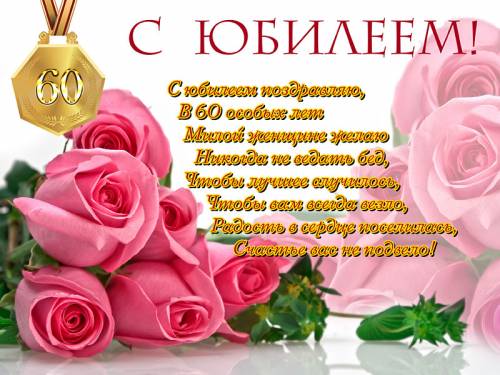 С ЮБИЛЕЕМ!
60
С юбилеем поздравляю,
В 60 особых лет
Милой женщине желаю
Никогда не ведать бед,
Чтобы лучшее случилось,
Чтобы вам всегда везло,
Радость в сердце поселилась,
Счастье вас не подвело!